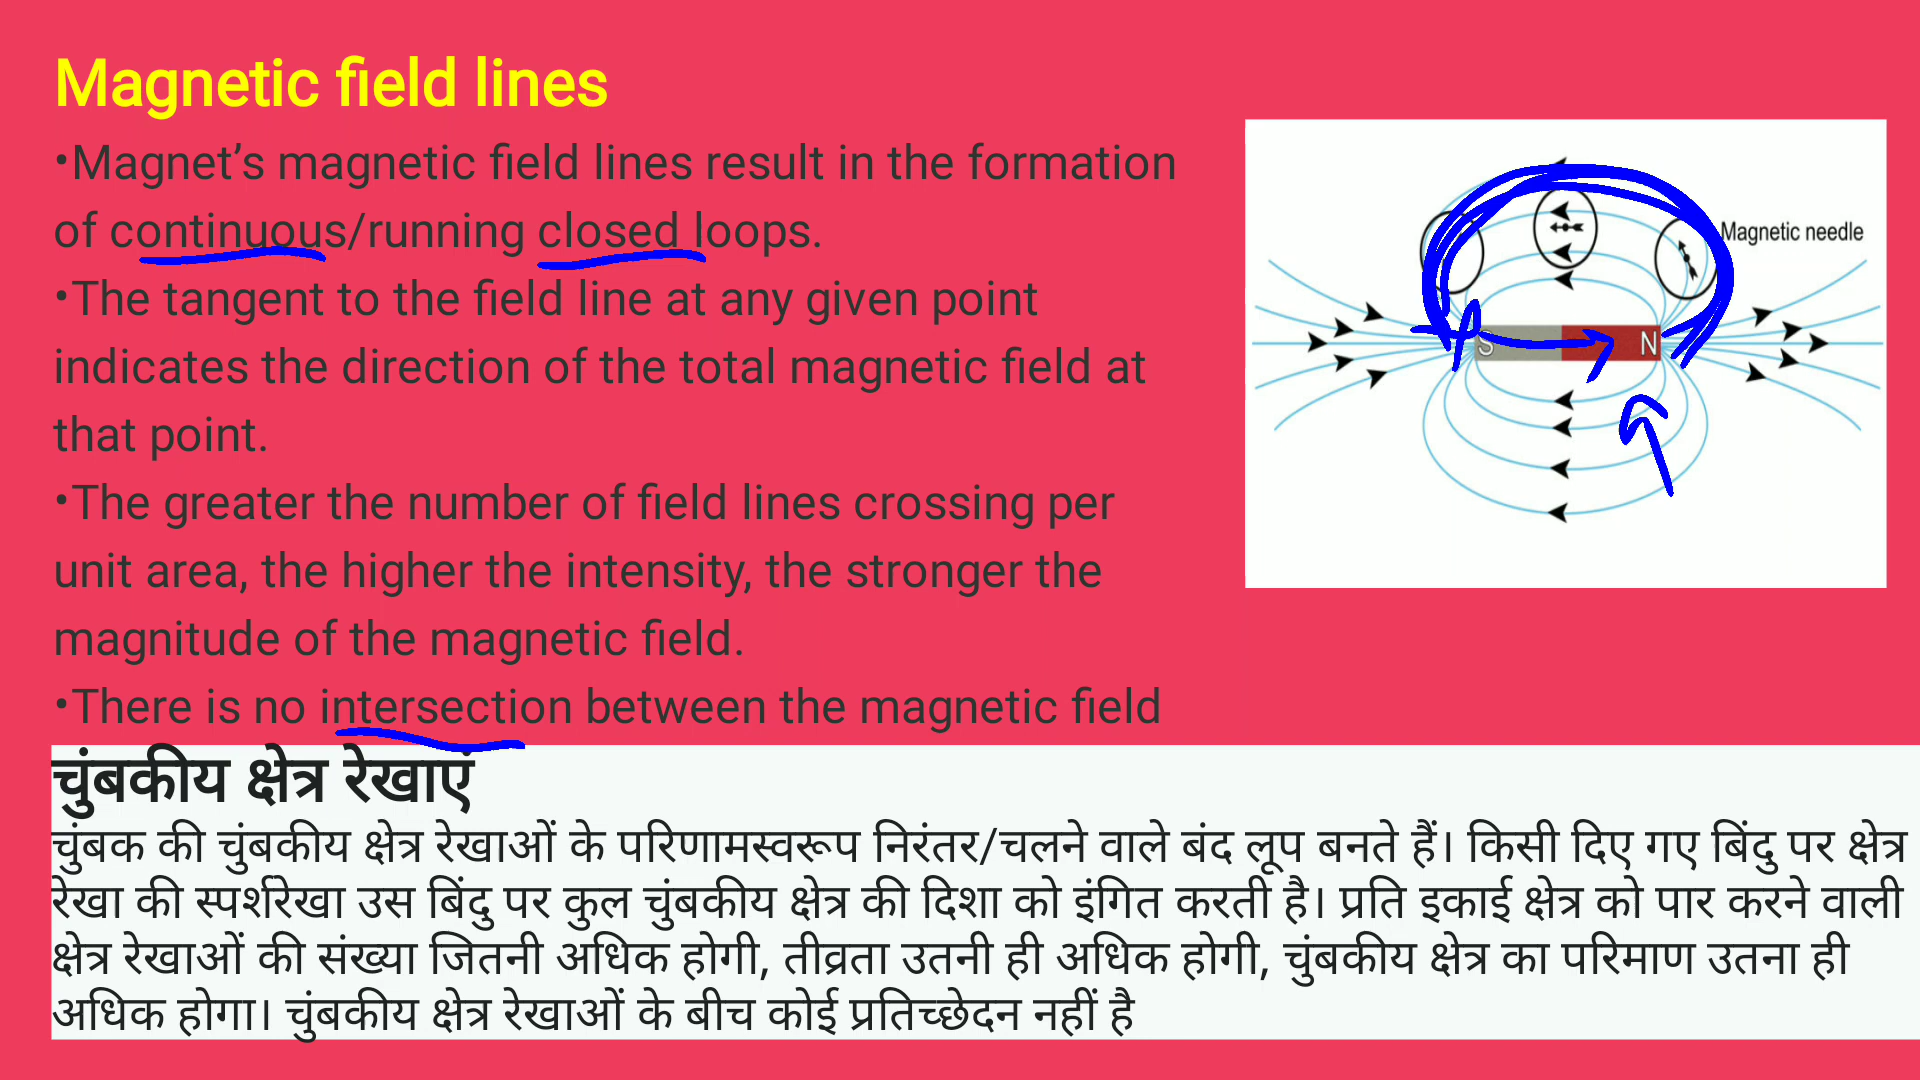 Magnetic field lines
•Magnet’s magnetic field lines result in the formation
of continuous/running closed loops.
•The tangent to the field line at any given point
indicates the direction of the total magnetic field at
that point.
•The greater the number of field lines crossing per
unit area, the higher the intensity, the stronger the
magnitude of the magnetic field.
•There is no intersection between the magnetic field
Magnetic needle
S N
चुंबकीय क्षेत्र रेखाएं
चुंबक की चुंबकीय क्षेत्र रेखाओं के परिणामस्वरूप निरंतर/चलने वाले बंद लूप बनते हैं। किसी दिए गए बिंदु पर क्षेत्र
रेखा की स्पर्शरेखा उस बिंदु पर कुल चुंबकीय क्षेत्र की दिशा को इंगित करती है। प्रति इकाई क्षेत्र को पार करने वाली
क्षेत्र रेखाओं की संख्या जितनी अधिक होगी, तीव्रता उतनी ही अधिक होगी, चुंबकीय क्षेत्र का परिमाण उतना ही
अधिक होगा। चुंबकीय क्षेत्र रेखाओं के बीच कोई प्रतिच्छेदन नहीं है